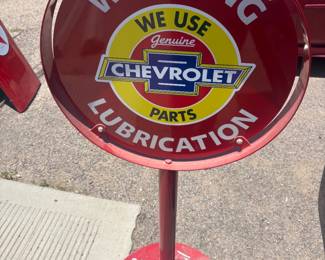 WE USE
Genuine
CHEVROLET
PARTS
LUBRICATION